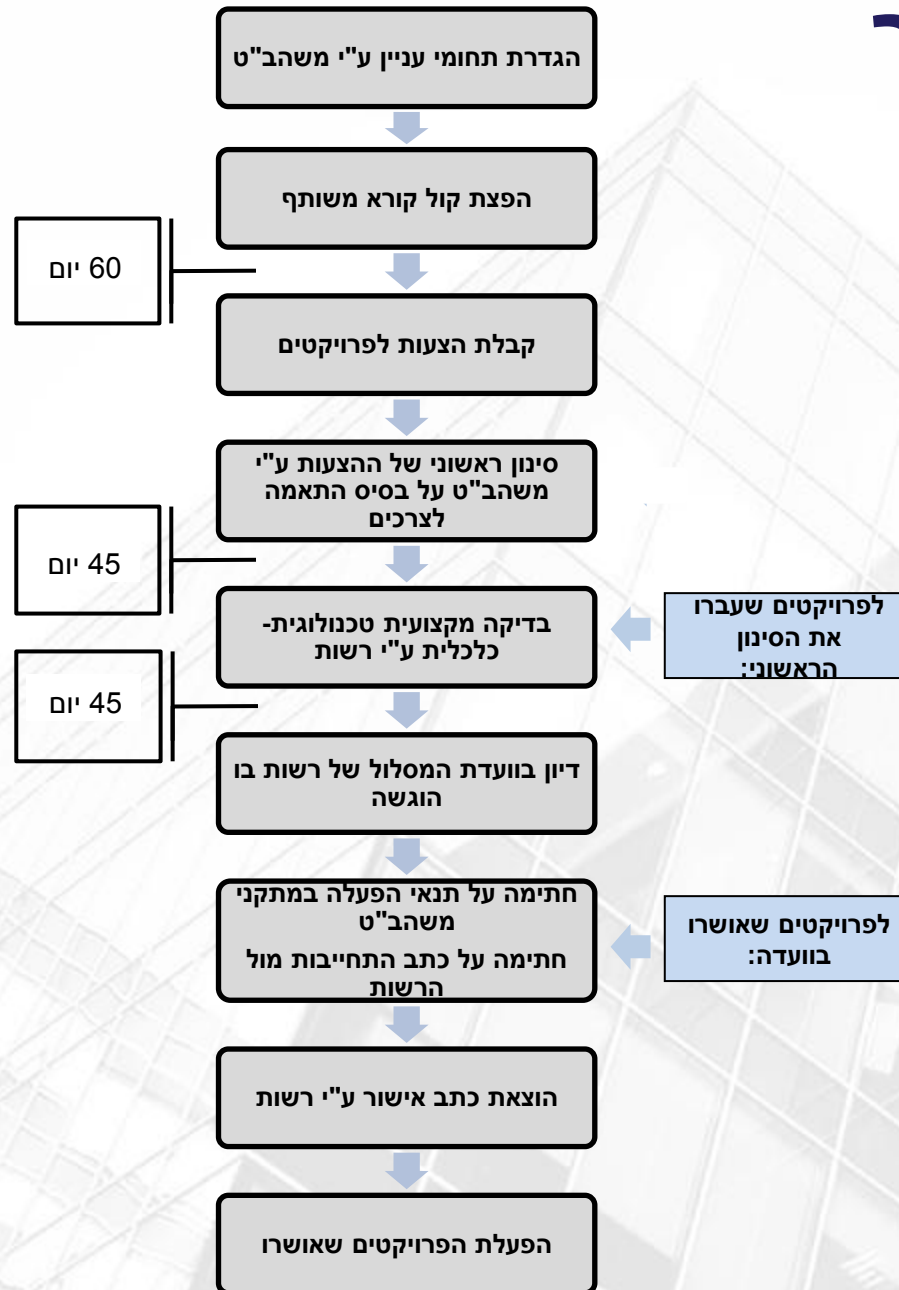 הגדרת תחומי עניין ע"י משהב"ט
הפצת קול קורא משותף
60 יום
קבלת הצעות לפרויקטים
סינון ראשוני של ההצעות ע"י
משהב"ט על בסיס התאמה
לצרכים
45 יום
לפרויקטים שעברו
את הסינון
הראשוני:
בדיקה מקצועית טכנולוגית-
כלכלית ע"י רשות
45 יום
דיון בוועדת המסלול של רשות בו
הוגשה
חתימה על תנאי הפעלה במתקני
משהב"ט
חתימה על כתב התחייבות מול
הרשות
לפרויקטים שאושרו
בוועדה:
הוצאת כתב אישור ע"י רשות
הפעלת הפרויקטים שאושרו